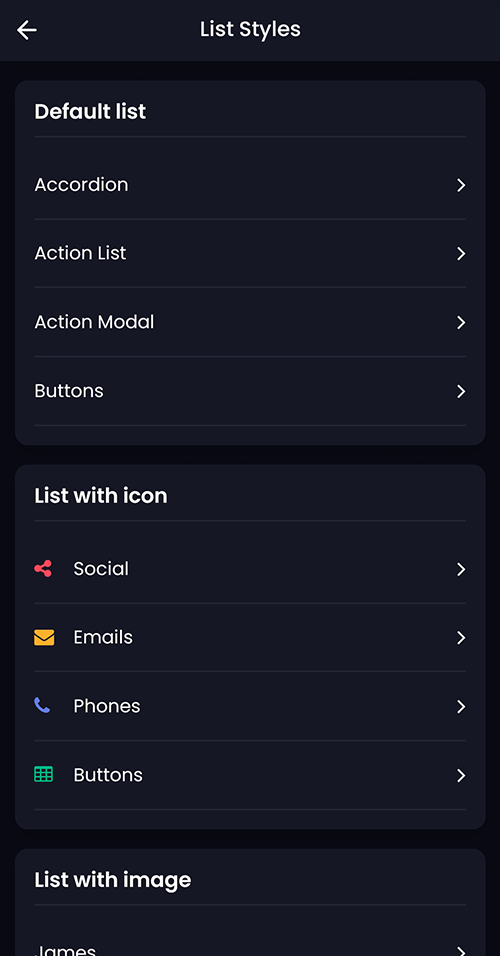 List Styles
Default list
Accordion
Action List
Action Modal
Buttons
List with icon
Social
Emails
Phones
Buttons
List with image
James